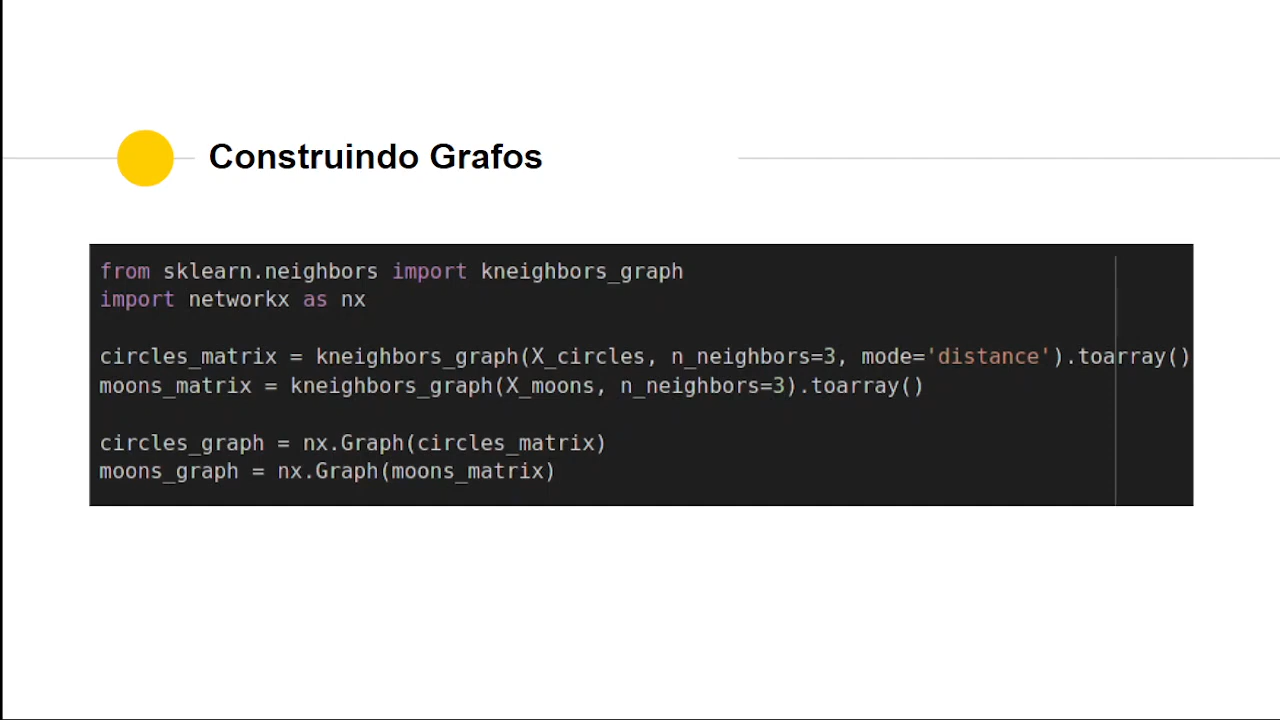 Construindo Grafos
from sklearn.neighbors import kneighbors_graph
import networkx as nx
circles_matrix = kneighbors_graph(X_circles, n_neighbors=3, mode='distance').toarray()
moons_matrix = kneighbors_graph(X_moons, n_neighbors=3).toarray()
circles_graph = nx.Graph(circles_matrix)
moons_graph = nx.Graph(moons_matrix)